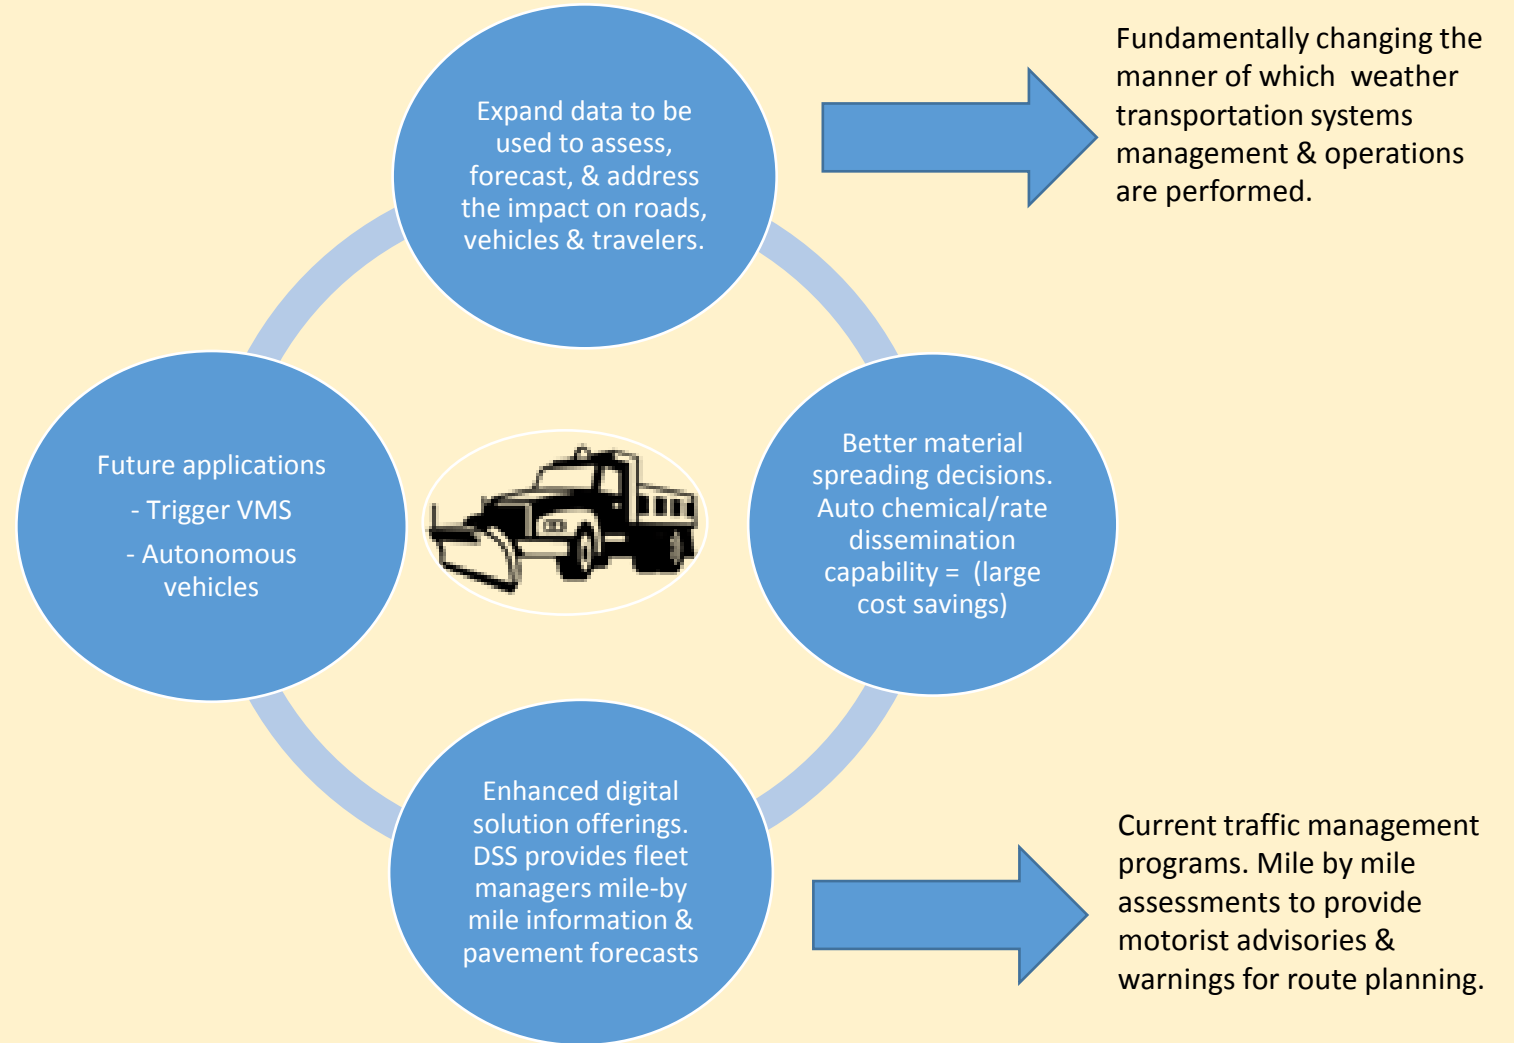 Expand data to be
used to assess,
forecast, & address
the impact on roads,
vehicles & travelers.
Fundamentally changing the
manner of which  weather
transportation systems
management & operations
are performed.
Better material
spreading decisions.
Auto chemical/rate
dissemination
capability =  (large
cost savings)
Enhanced digital
solution offerings.
DSS provides fleet
managers mile-by
mile information &
pavement forecasts
Current traffic management
programs. Mile by mile
assessments to provide
motorist advisories &
warnings for route planning.
Future applications
- Trigger VMS
- Autonomous
vehicles